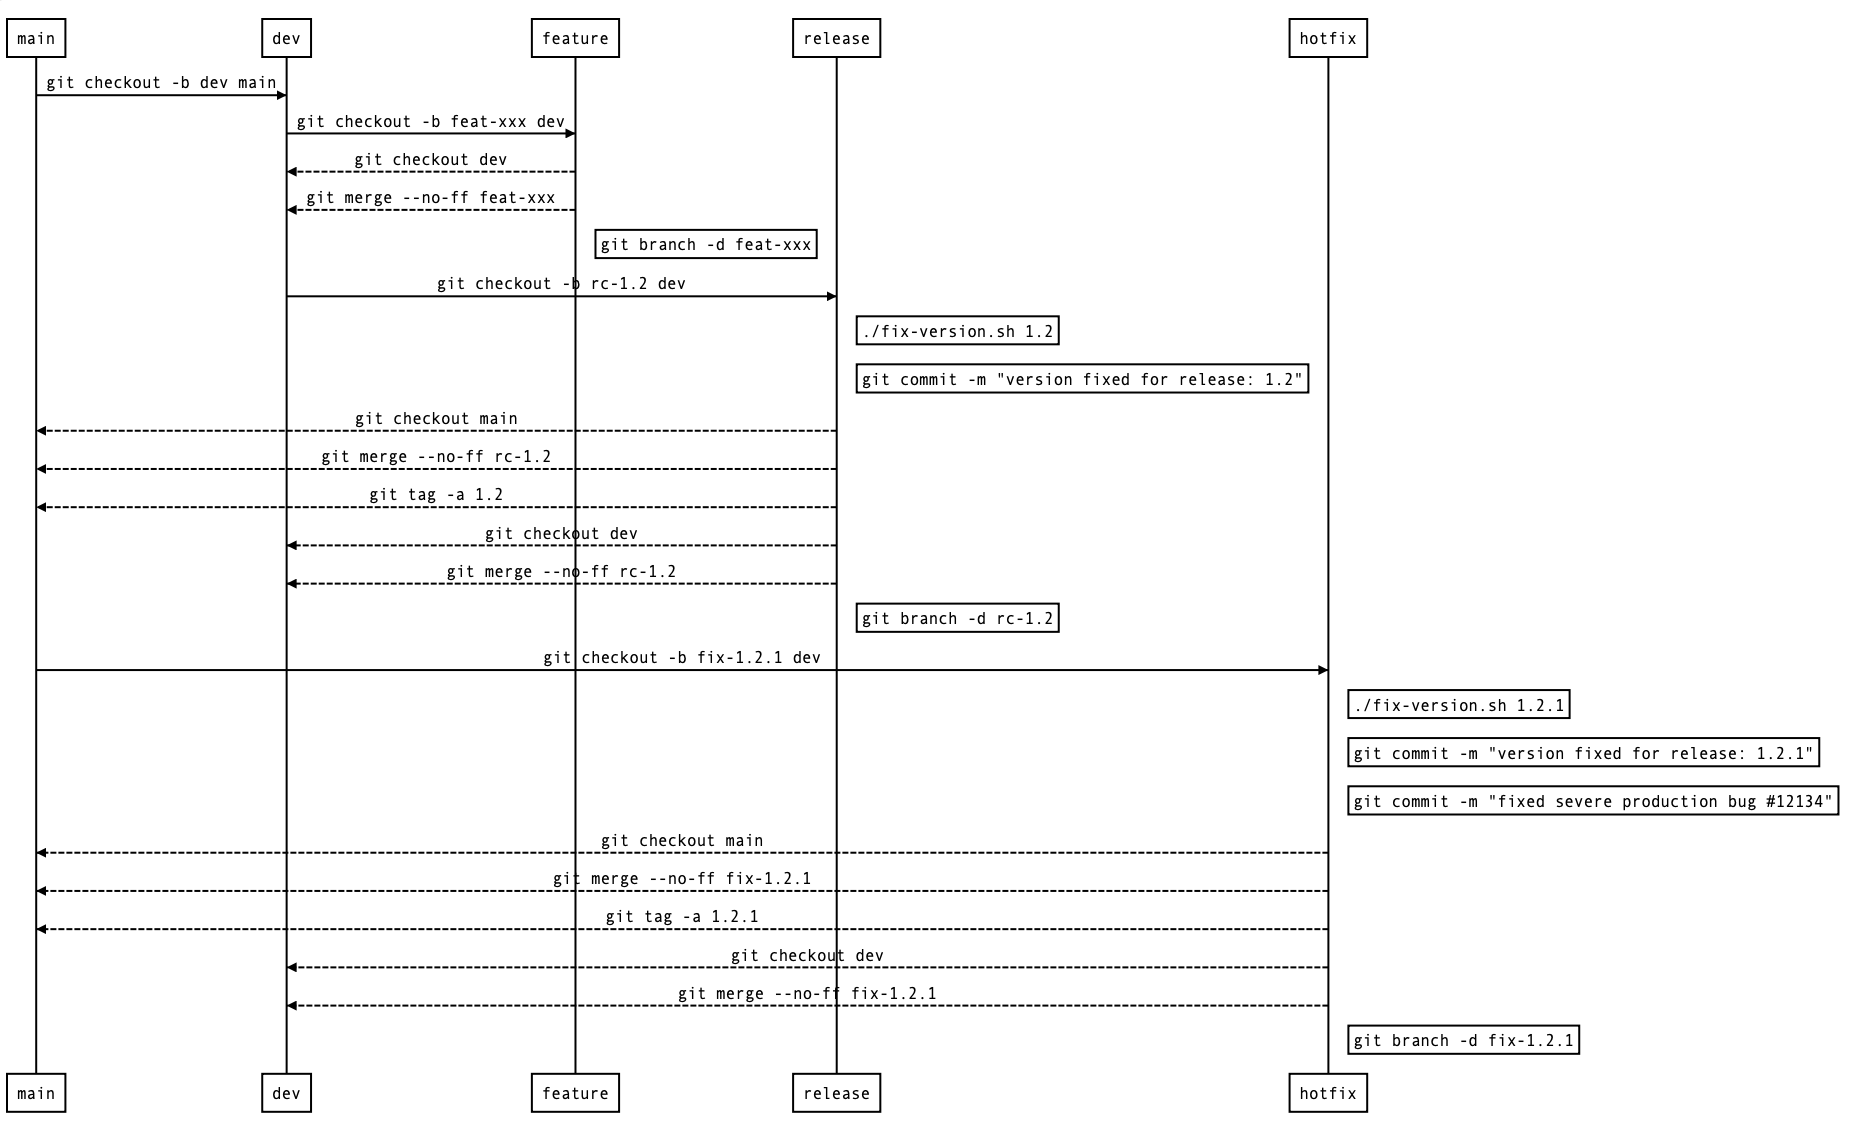 main
dev
feature
release
hotfix
git checkout -b dev main
git checkout -b feat-xxx dev
git checkout dev
git merge --no-ff feat-xxx
git branch -d feat-xxx
git checkout -b rc-1.2 dev
./fix-version.sh 1.2
git commit -m "version fixed for release: 1.2"
git checkout main
git merge --no-ff rc-1.2
git tag -a 1.2
git checkout dev
git merge --no-ff rc-1.2
git branch -d rc-1.2
git checkout -b fix-1.2.1 dev
./fix-version.sh 1.2.1
git commit -m "version fixed for release: 1.2.1"
git commit -m "fixed severe production bug #12134"
git checkout main
git merge --no-ff fix-1.2.1
git tag -a 1.2.1
git checkout dev
git merge --no-ff fix-1.2.1
git branch -d fix-1.2.1
main
dev
feature
release
hotfix